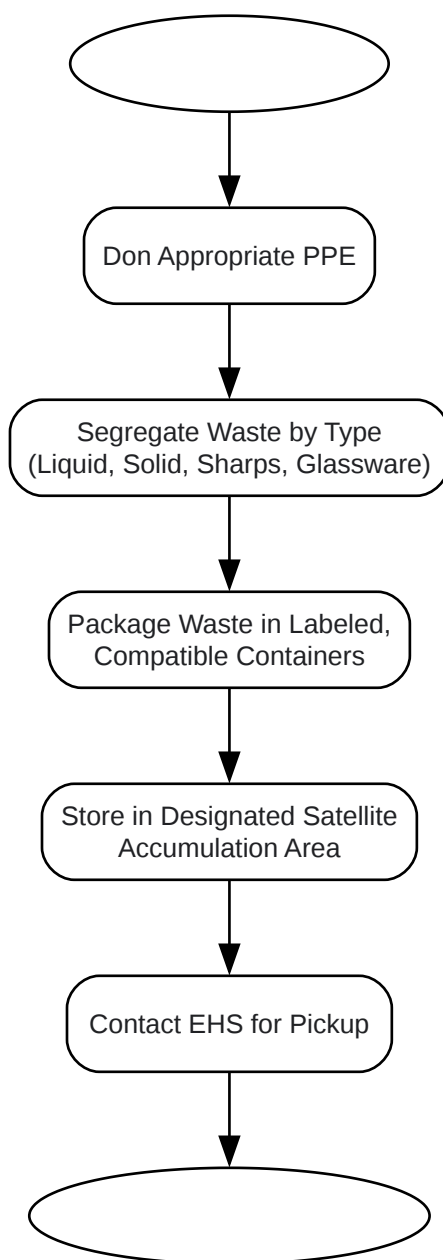 Don Appropriate PPE
Segregate Waste by Type
(Liquid, Solid, Sharps, Glassware)
Package Waste in Labeled,
Compatible Containers
Store in Designated Satellite
Accumulation Area
Contact EHS for Pickup